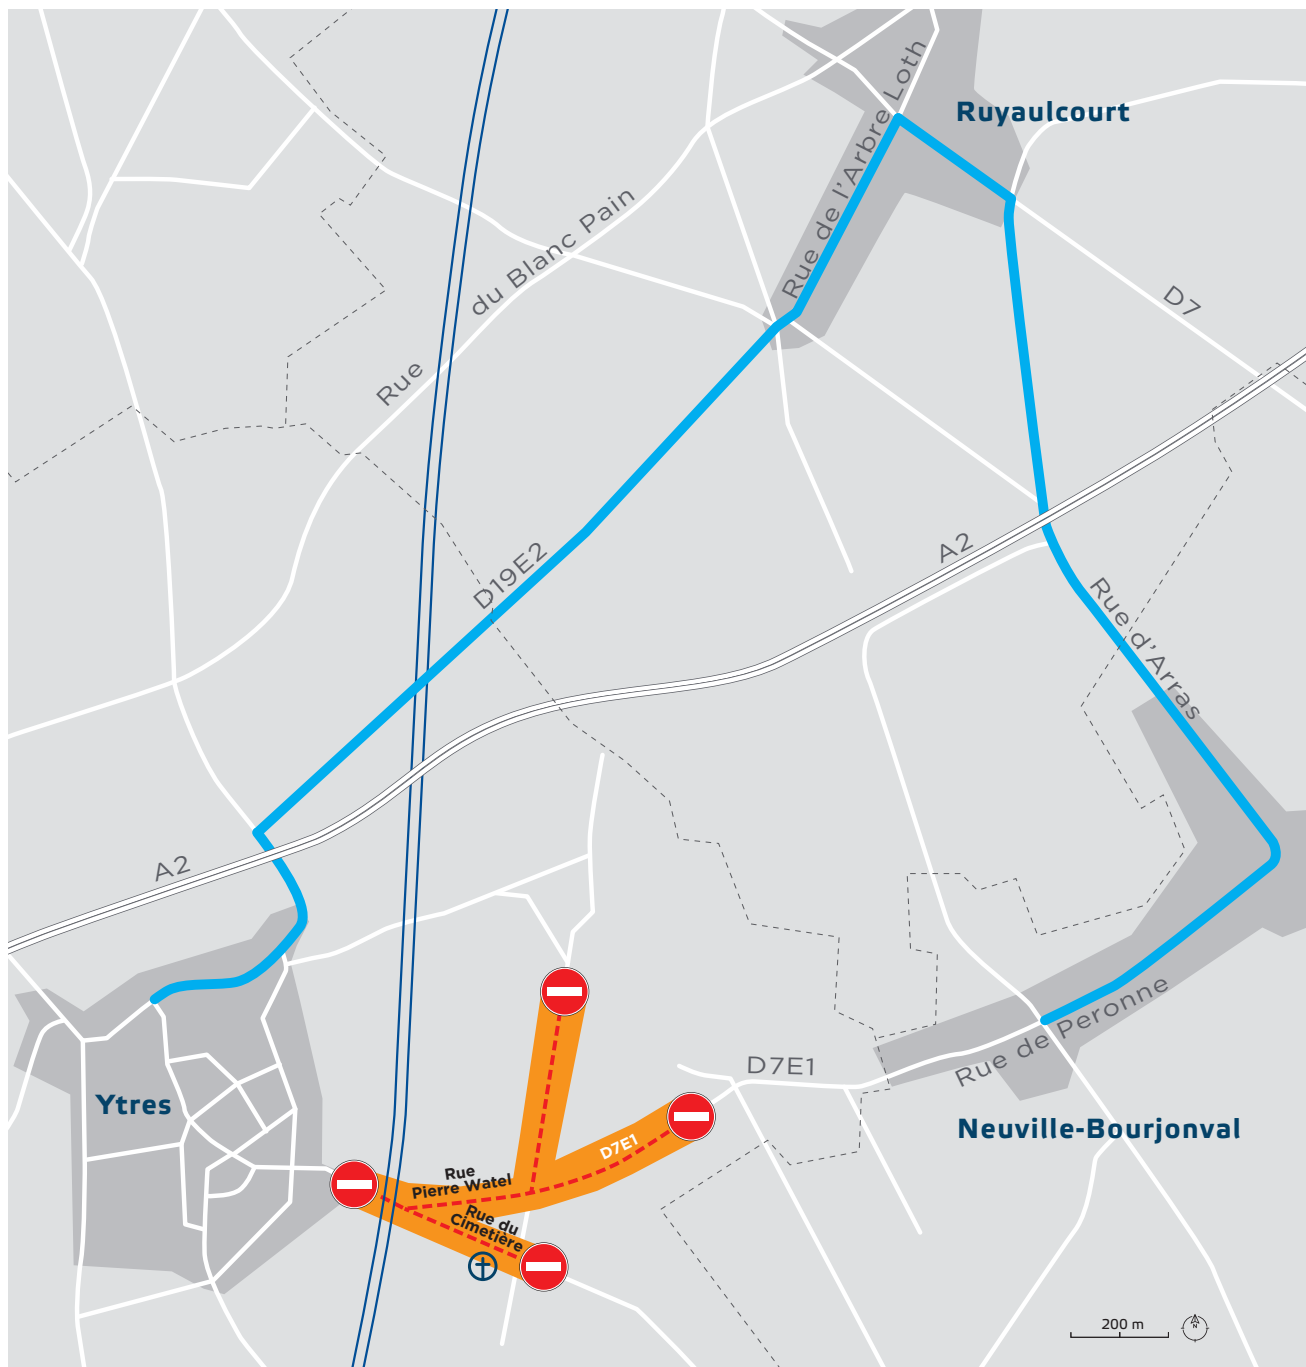 Ruyaulcourt
Rue de l'Arbre Loth
du Blanc Pain
Rue
D7
D19E2
A2
Rue d'Arras
A2
Rue de Peronne
D7E1
Ytres
Neuville-Bourjonval
D7E1
Rue
Pierre Watel
Rue du
Cimetière
200 m
N